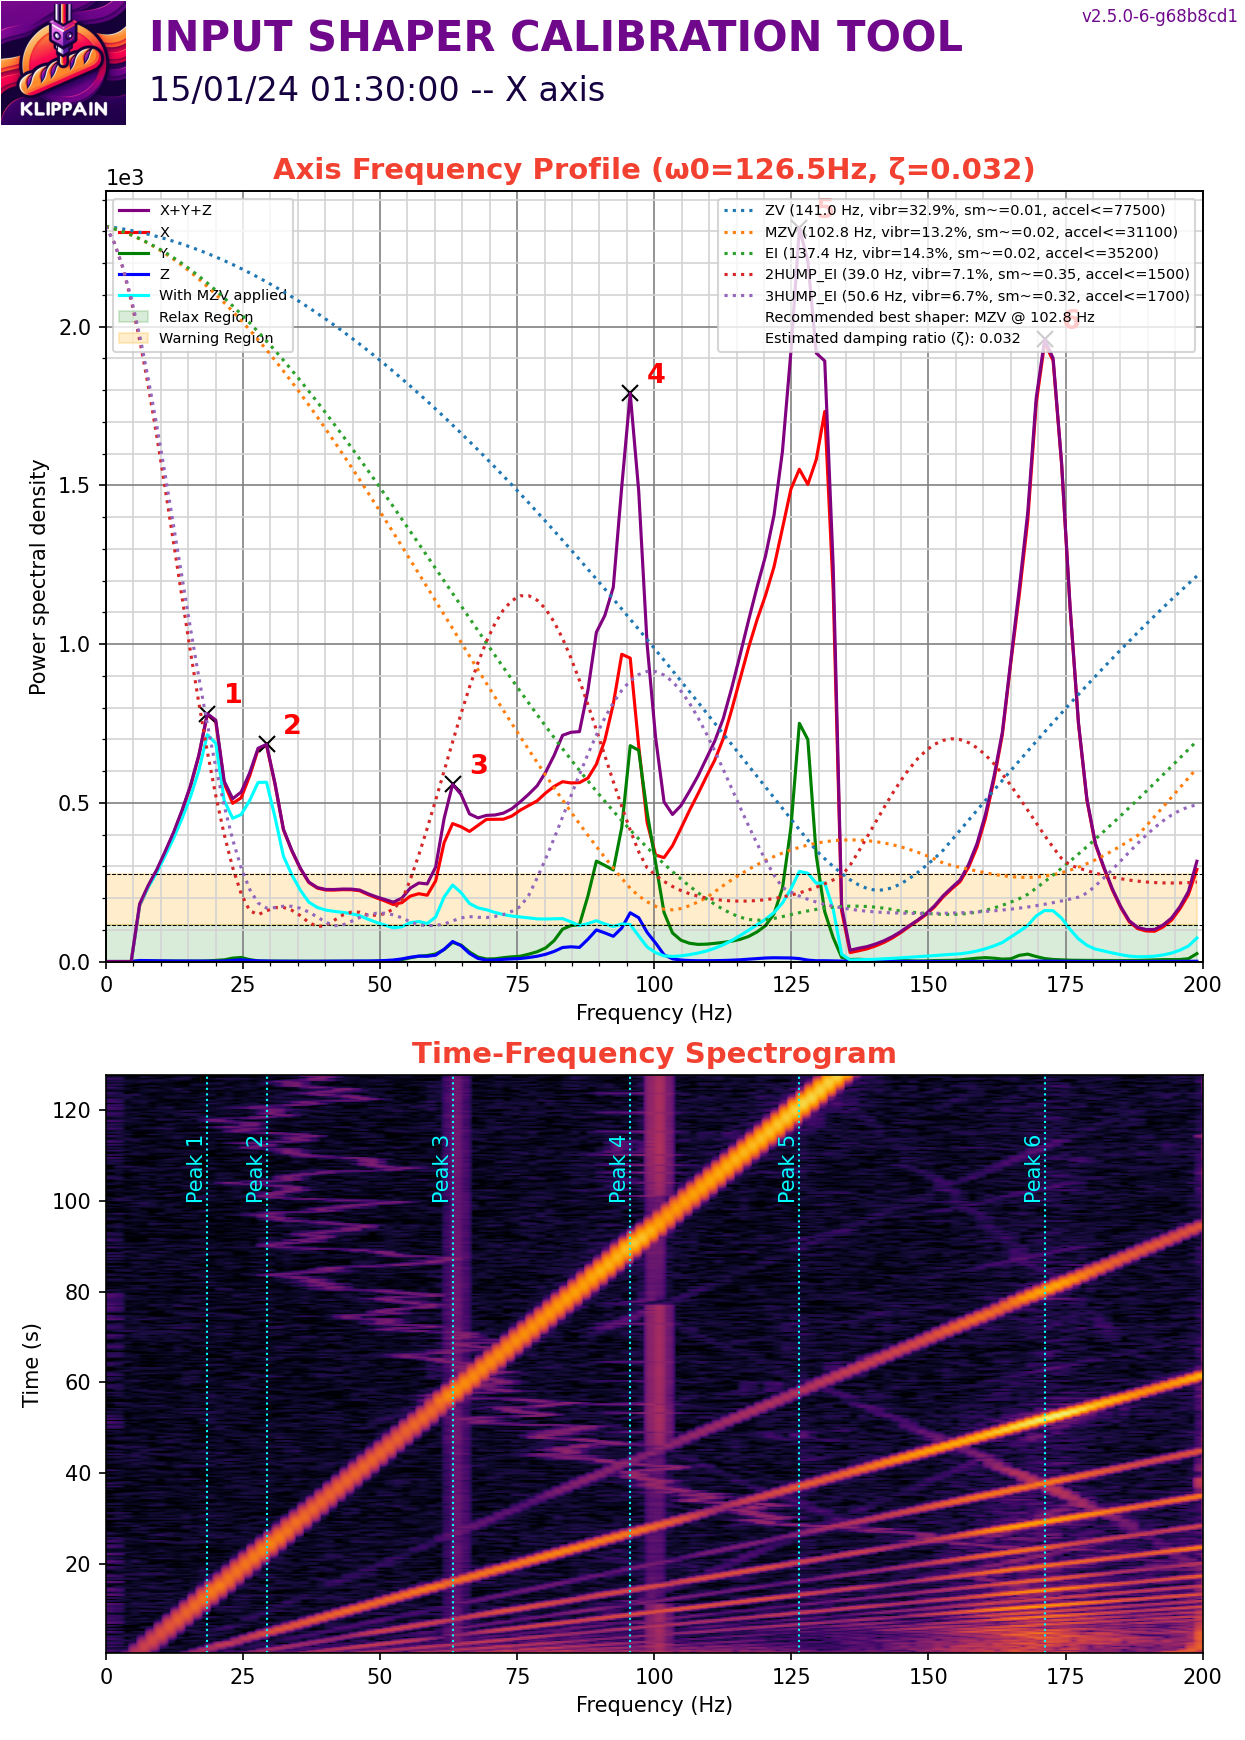 v2.5.0-6-g68b8cd1
INPUT SHAPER CALIBRATION TOOL
15/01/24 01:30:00 -- X axis
KLIPPAIN
Axis Frequency Profile (ω0=126.5Hz, ζ=0.032)
1e3
X+Y+Z
X
Y
Z
With MZV applied
Relax Region
Warning Region
ZV (141.0 Hz, vibr=32.9%, sm~=0.01, accel<=77500)
MZV (102.8 Hz, vibr=13.2%, sm~=0.02, accel<=31100)
EI (137.4 Hz, vibr=14.3%, sm~=0.02, accel<=35200)
2HUMP_EI (39.0 Hz, vibr=7.1%, sm~=0.35, accel<=1500)
3HUMP_EI (50.6 Hz, vibr=6.7%, sm~=0.32, accel<=1700)
Recommended best shaper: MZV @ 102.8 Hz
Estimated damping ratio (ζ): 0.032
5
6
4
1
2
3
Power spectral density
2.0
1.5
1.0
0.5
0.0
0 25 50 75 100 125 150 175 200
Frequency (Hz)
Time-Frequency Spectrogram
Time (s)
120
100
80
60
40
20
Peak 1
Peak 2
Peak 3
Peak 4
Peak 5
Peak 6
0 25 50 75 100 125 150 175 200
Frequency (Hz)